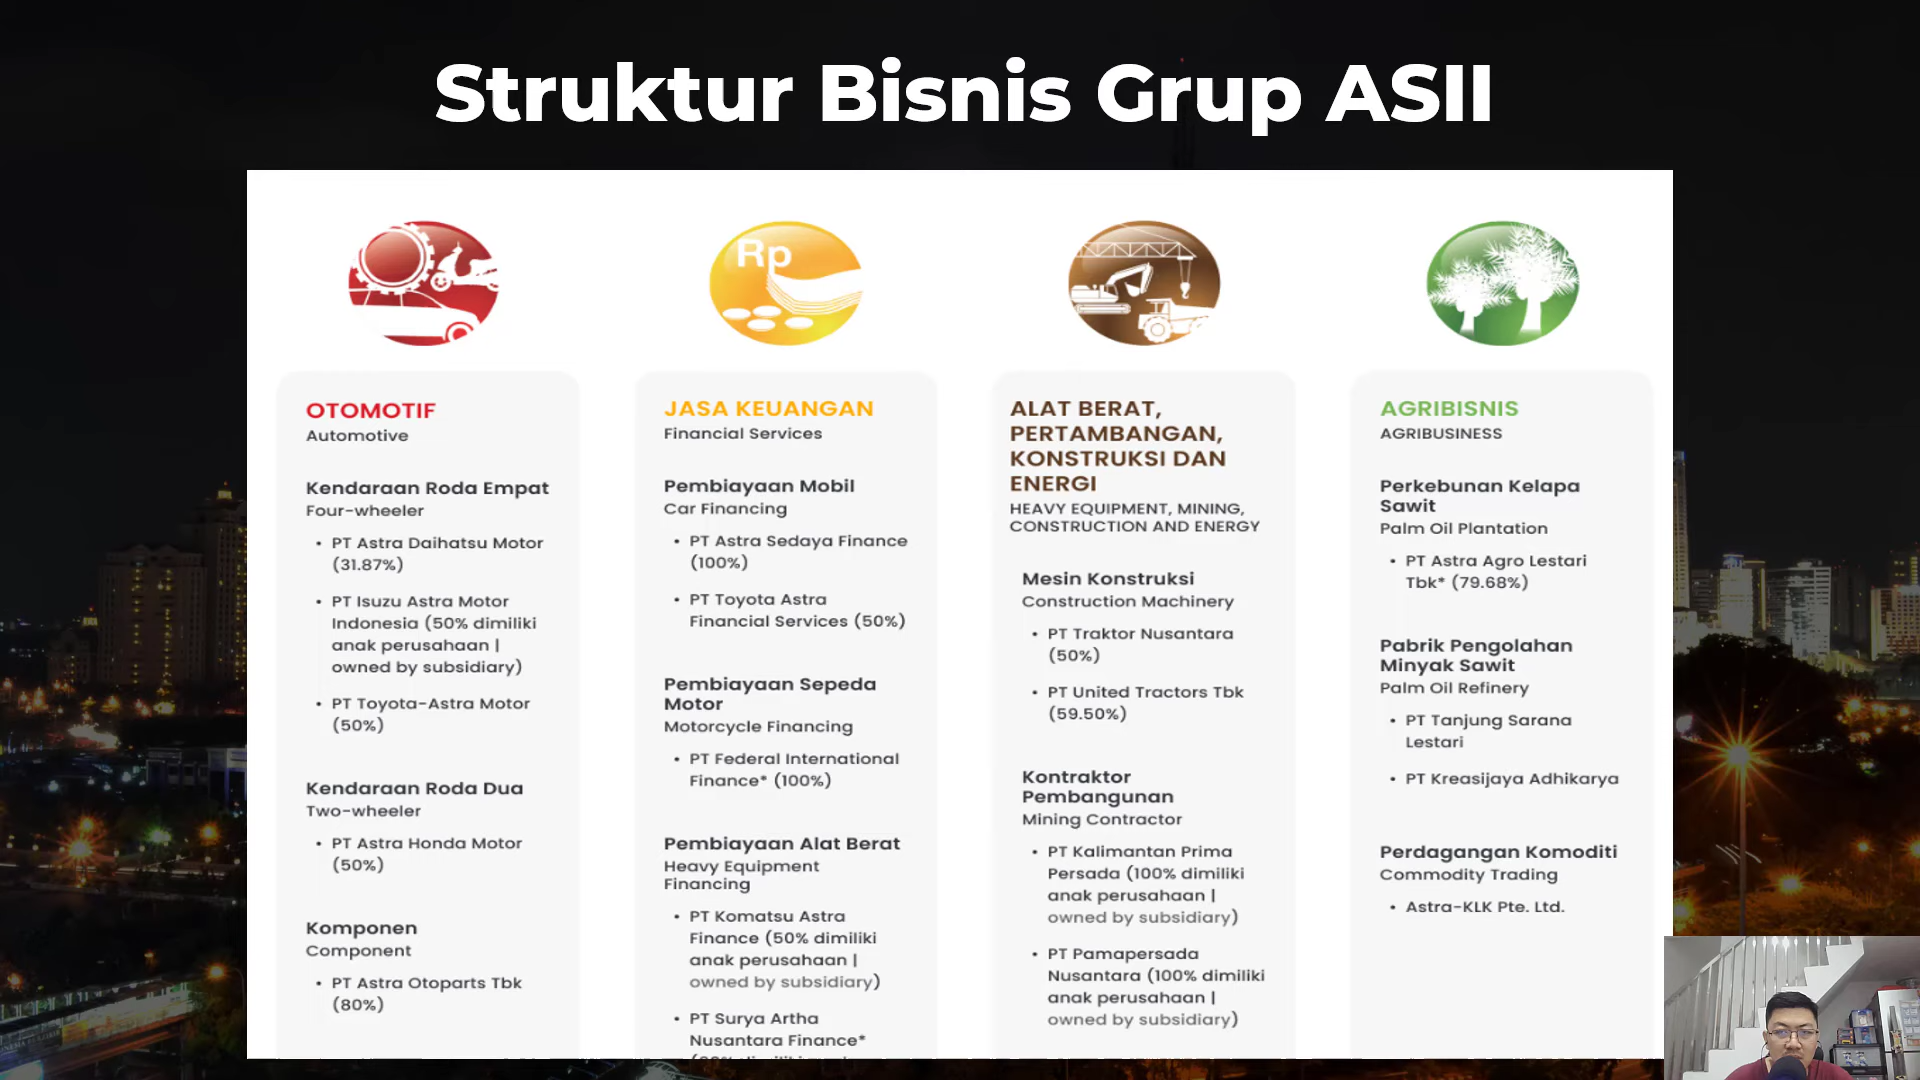 Struktur Bisnis Grup ASII
Rp
OTOMOTIF
Automotive
Kendaraan Roda Empat
Four-wheeler
• PT Astra Daihatsu Motor
(31.87%)
• PT Isuzu Astra Motor
Indonesia (50% dimiliki
anak perusahaan |
owned by subsidiary)
• PT Toyota-Astra Motor
(50%)
Kendaraan Roda Dua
Two-wheeler
• PT Astra Honda Motor
(50%)
Komponen
Component
• PT Astra Otoparts Tbk
(80%)
JASA KEUANGAN
Financial Services
Pembiayaan Mobil
Car Financing
• PT Astra Sedaya Finance
(100%)
• PT Toyota Astra
Financial Services (50%)
Pembiayaan Sepeda
Motor
Motorcycle Financing
• PT Federal International
Finance* (100%)
Pembiayaan Alat Berat
Heavy Equipment
Financing
• PT Komatsu Astra
Finance (50% dimiliki
anak perusahaan |
owned by subsidiary)
• PT Surya Artha
Nusantara Finance*
ALAT BERAT,
PERTAMBANGAN,
KONSTRUKSI DAN
ENERGI
HEAVY EQUIPMENT, MINING,
CONSTRUCTION AND ENERGY
Mesin Konstruksi
Construction Machinery
• PT Traktor Nusantara
(50%)
• PT United Tractors Tbk
(59.50%)
Kontraktor
Pembangunan
Mining Contractor
• PT Kalimantan Prima
Persada (100% dimiliki
anak perusahaan |
owned by subsidiary)
• PT Pamapersada
Nusantara (100% dimiliki
anak perusahaan |
owned by subsidiary)
AGRIBISNIS
AGRIBUSINESS
Perkebunan Kelapa
Sawit
Palm Oil Plantation
• PT Astra Agro Lestari
Tbk* (79.68%)
Pabrik Pengolahan
Minyak Sawit
Palm Oil Refinery
• PT Tanjung Sarana
Lestari
• PT Kreasijaya Adhikarya
Perdagangan Komoditi
Commodity Trading
• Astra-KLK Pte. Ltd.